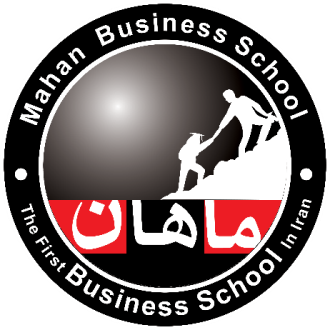 Mahan Business School
ماهان
The First Business School In Iran